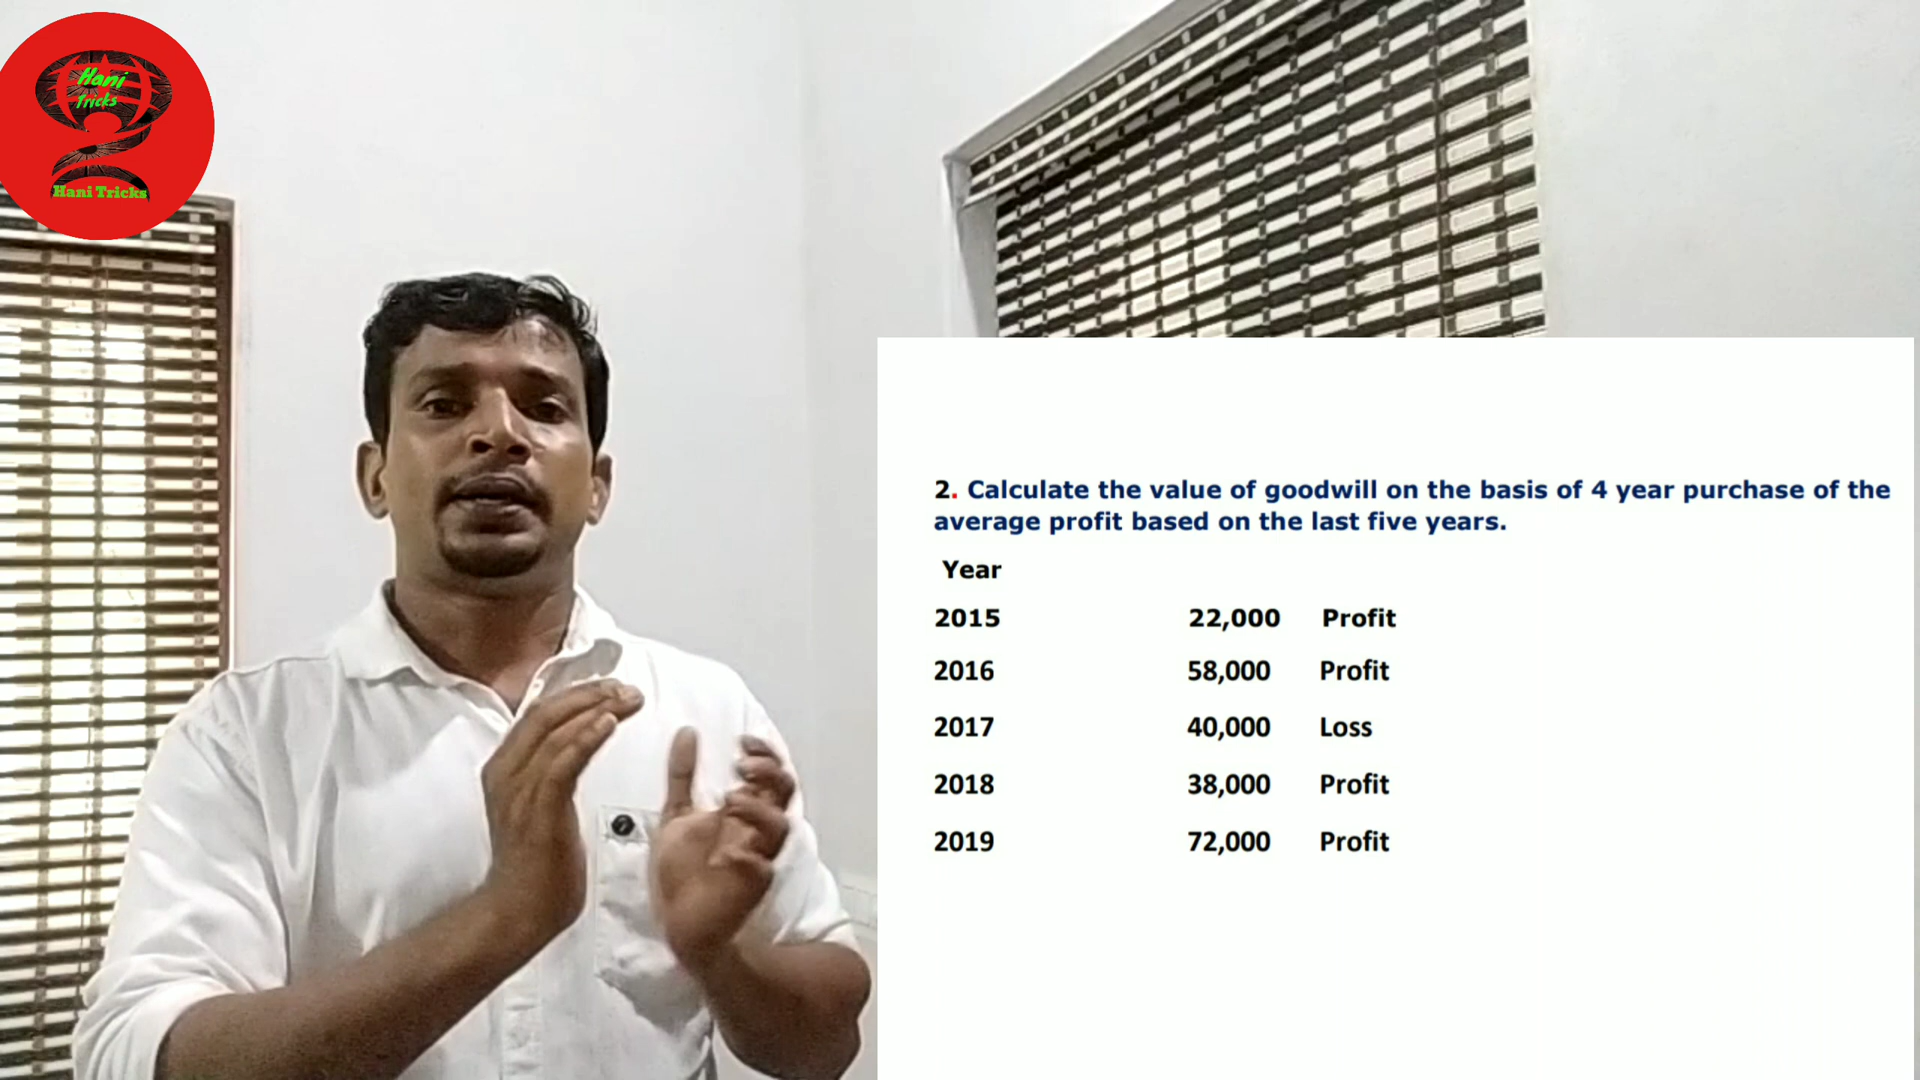 Hani
Tricks
Hani Tricks
2. Calculate the value of goodwill on the basis of 4 year purchase of the
average profit based on the last five years.
Year
2015 22,000 Profit
2016 58,000 Profit
2017 40,000 Loss
2018 38,000 Profit
2019 72,000 Profit